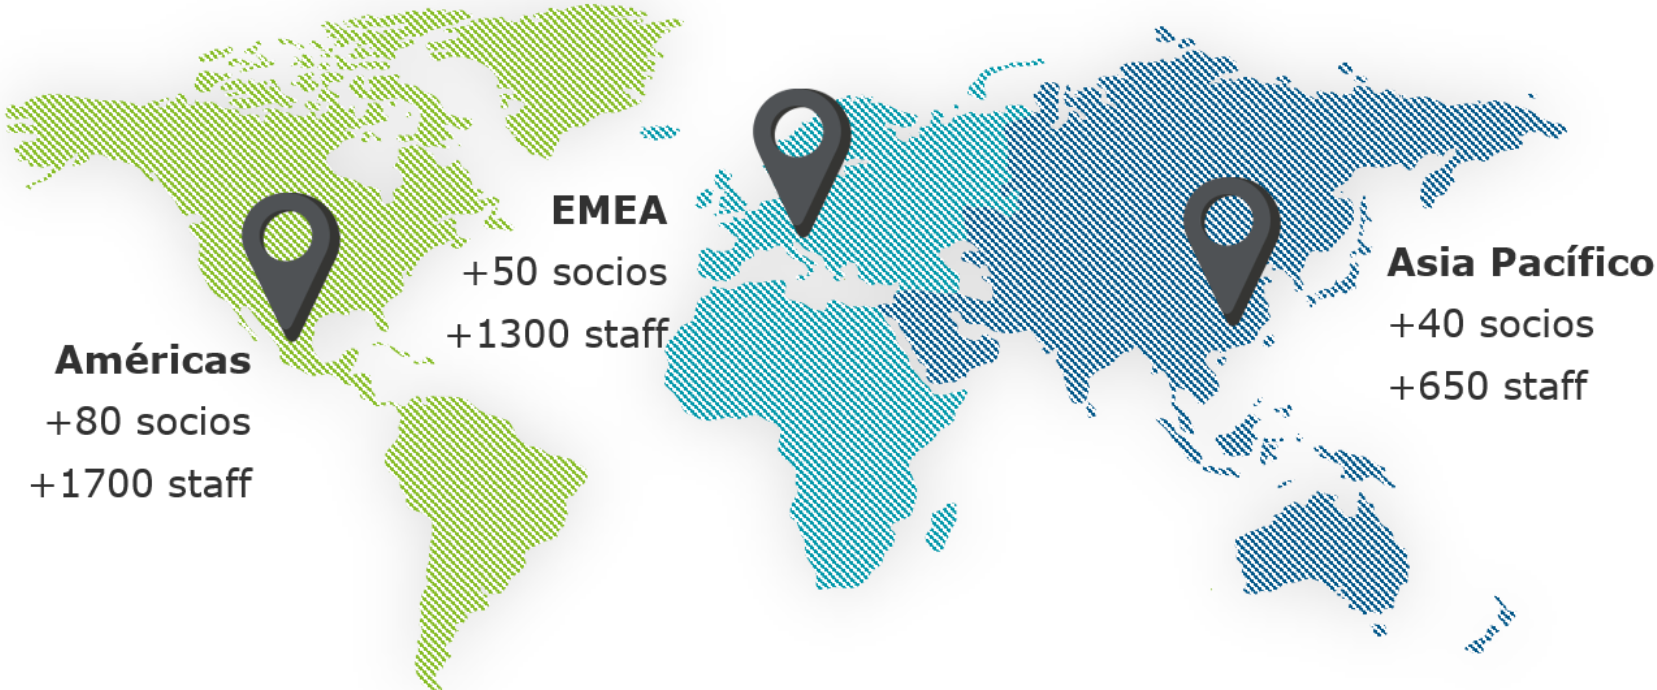 Américas
+80 socios
+1700 staff
EMEA
+50 socios
+1300 staff
Asia Pacífico
+40 socios
+650 staff